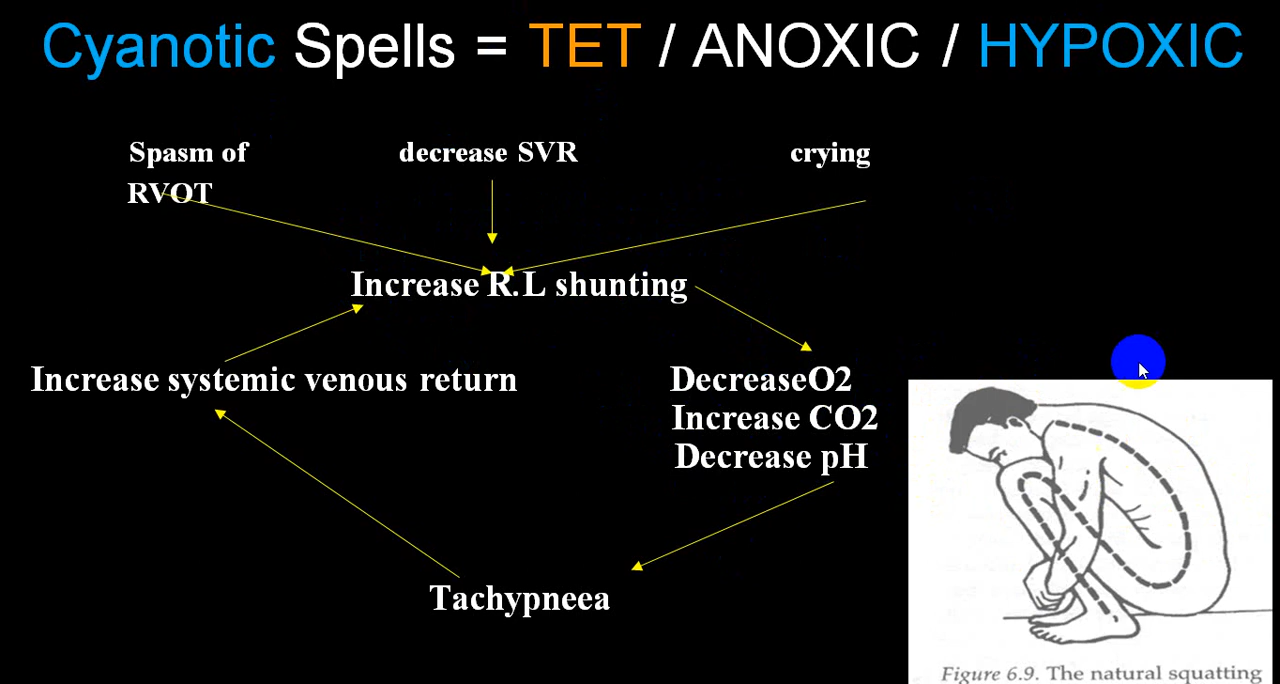 Cyanotic Spells = TET / ANOXIC / HYPOXIC
Spasm of
RVOT
decrease SVR
crying
Increase R.L shunting
Increase systemic venous return
DecreaseO2
Increase CO2
Decrease pH
Tachypneea
Figure 6.9. The natural squatting